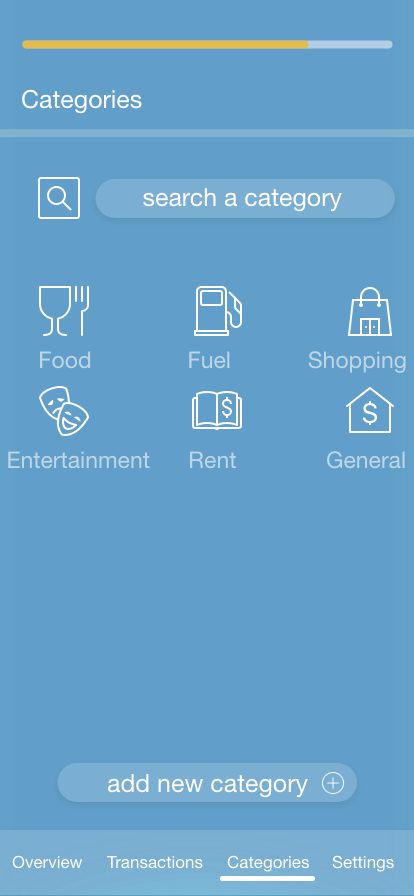 Categories
search a category
Food Fuel Shopping
$ $
Entertainment Rent General
add new category
Overview Transactions Categories Settings